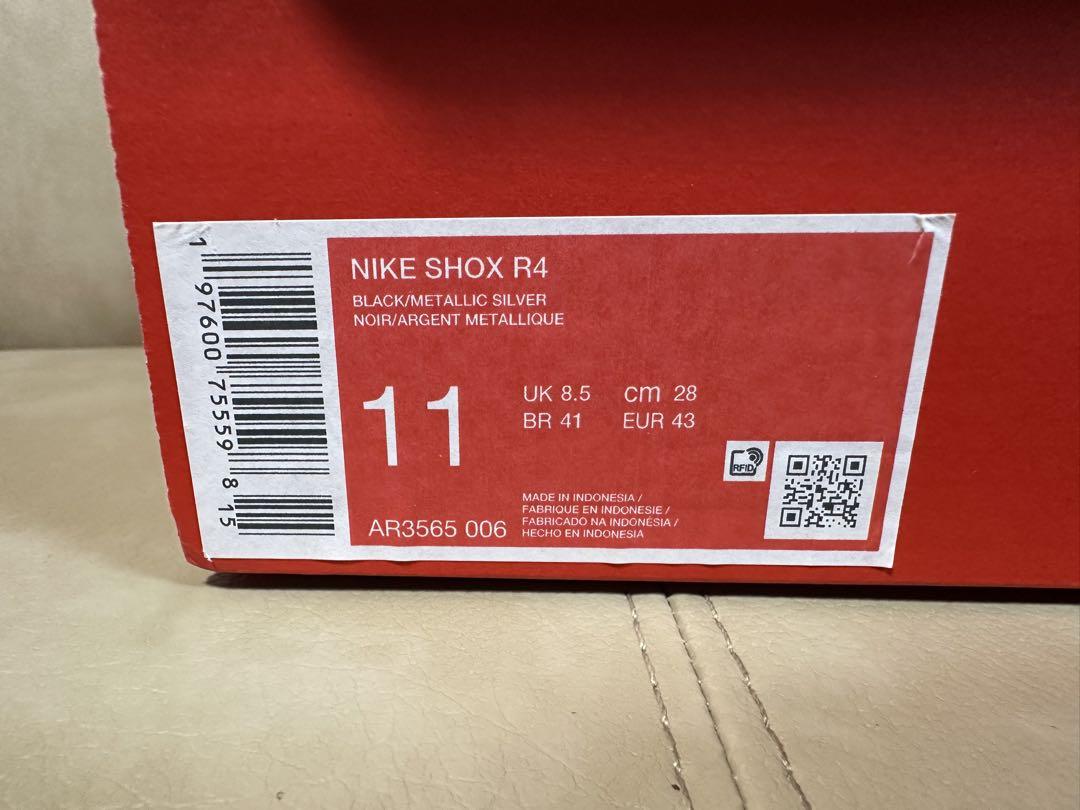 1 97600 75559 8 15
NIKE SHOX R4
BLACK/METALLIC SILVER
NOIR/ARGENT METALLIQUE
11
UK 8.5 cm 28
BR 41 EUR 43
RFID
MADE IN INDONESIA /
FABRIQUE EN INDONESIE /
FABRICADO NA INDONÉSIA /
HECHO EN INDONESIA
AR3565 006